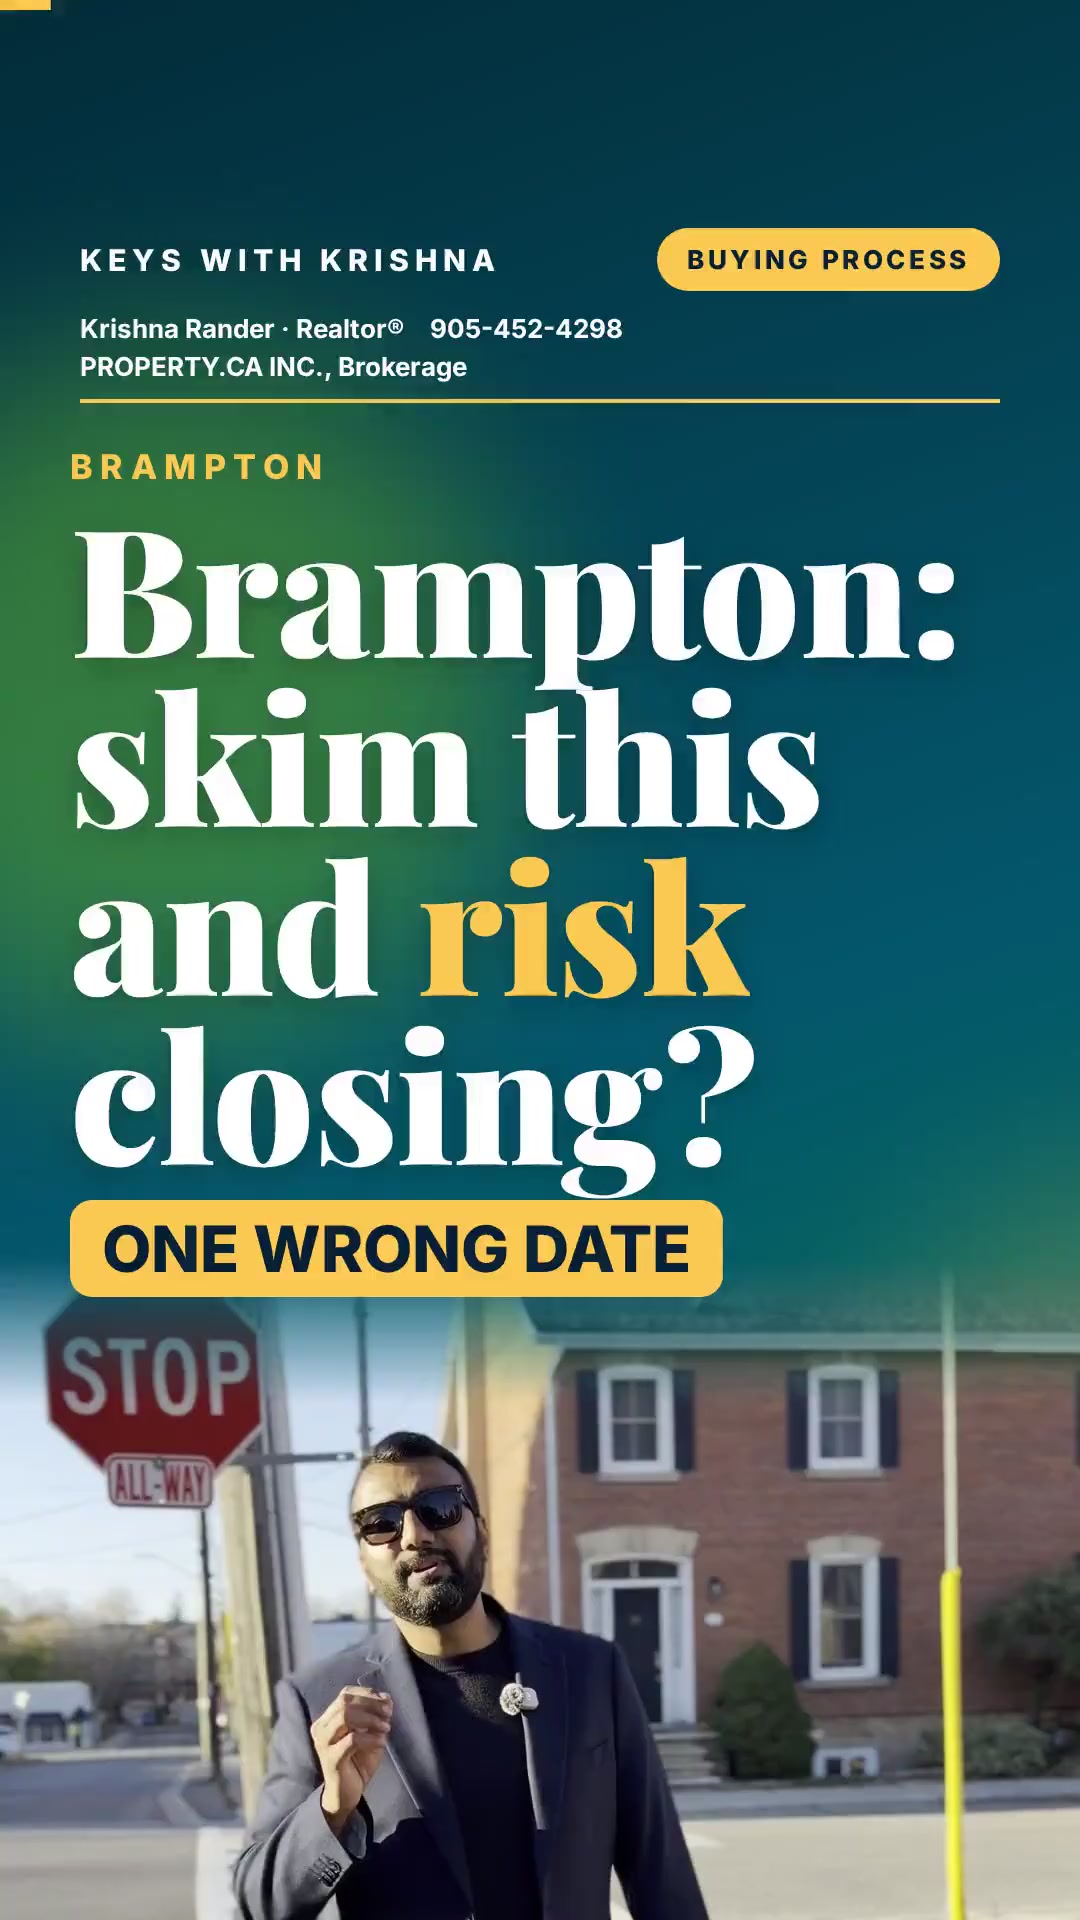 KEYS WITH KRISHNA
BUYING PROCESS
Krishna Rander · Realtor® 905-452-4298
PROPERTY.CA INC., Brokerage
BRAMPTON
Brampton:
skim this
and risk
closing?
ONE WRONG DATE
STOP
ALL-WAY